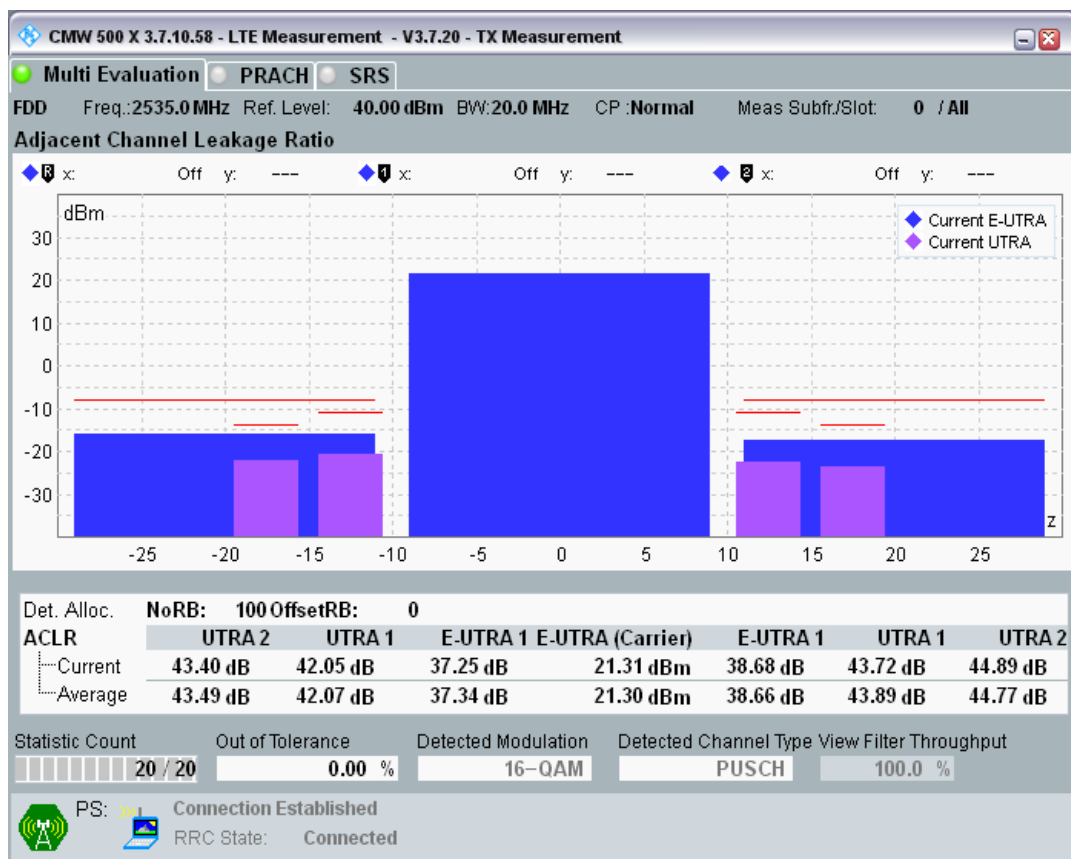 CMW 500 X 3.7.10.58 - LTE Measurement - V3.7.20 - TX Measurement
Multi Evaluation PRACH SRS
FDD Freq.:2535.0 MHz Ref. Level: 40.00 dBm BW:20.0 MHz CP :Normal Meas Subfr./Slot: 0 / All
Adjacent Channel Leakage Ratio
R x: Off y: --- 1 x: Off y: --- 2 x: Off y: ---
dBm
Current E-UTRA
Current UTRA
30
20
10
0
-10
-20
-30
z
-25 -20 -15 -10 -5 0 5 10 15 20 25
Det. Alloc. NoRB: 100 OffsetRB: 0
ACLR UTRA 2 UTRA 1 E-UTRA 1 E-UTRA (Carrier) E-UTRA 1 UTRA 1 UTRA 2
Current 43.40 dB 42.05 dB 37.25 dB 21.31 dBm 38.68 dB 43.72 dB 44.89 dB
Average 43.49 dB 42.07 dB 37.34 dB 21.30 dBm 38.66 dB 43.89 dB 44.77 dB
Statistic Count Out of Tolerance Detected Modulation Detected Channel Type View Filter Throughput
20 / 20 0.00 % 16-QAM PUSCH 100.0 %
PS: Connection Established
RRC State: Connected